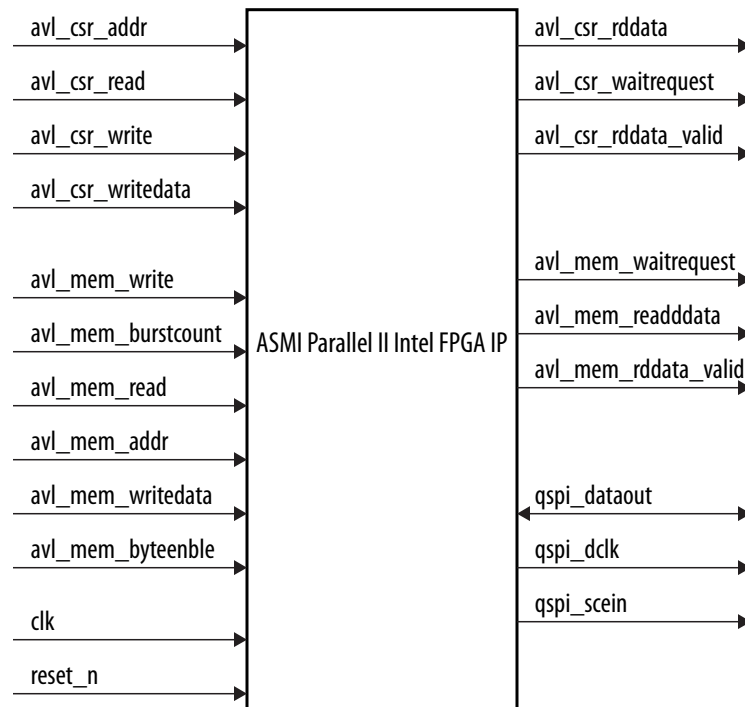 avl_csr_addr
avl_csr_read
avl_csr_write
avl_csr_writedata
avl_mem_write
avl_mem_burstcount
avl_mem_read
avl_mem_addr
avl_mem_writedata
avl_mem_byteenble
clk
reset_n
ASMI Parallel II Intel FPGA IP
avl_csr_rddata
avl_csr_waitrequest
avl_csr_rddata_valid
avl_mem_waitrequest
avl_mem_readddata
avl_mem_rddata_valid
qspi_dataout
qspi_dclk
qspi_scein